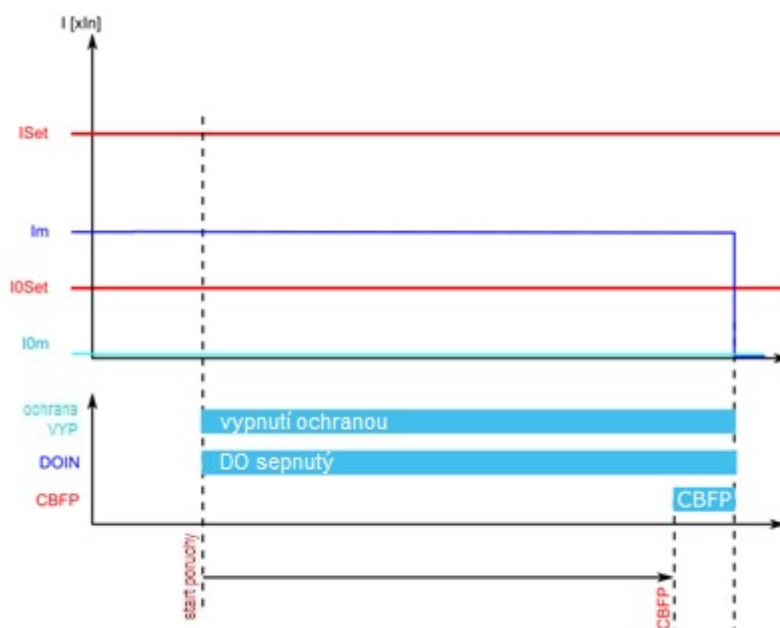 I [xIn]
ISet
Im
I0Set
I0m
ochrana
VYP
vypnutí ochranou
DOIN
DO sepnutý
CBFP
CBFP
start poruchy
CBFP